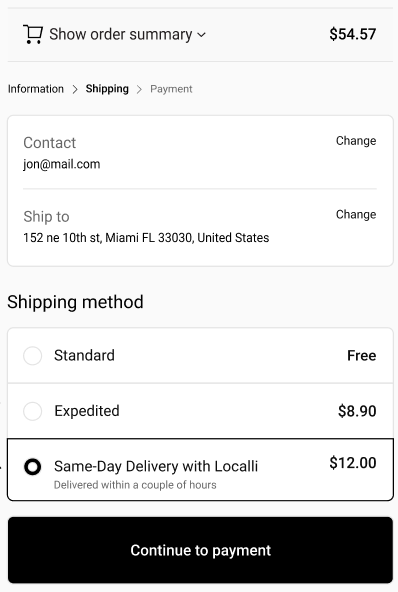 Show order summary $54.57
Information > Shipping > Payment
Contact Change
jon@mail.com
Ship to Change
152 ne 10th st, Miami FL 33030, United States
Shipping method
Standard Free
Expedited $8.90
Same-Day Delivery with Localli $12.00
Delivered within a couple of hours
Continue to payment